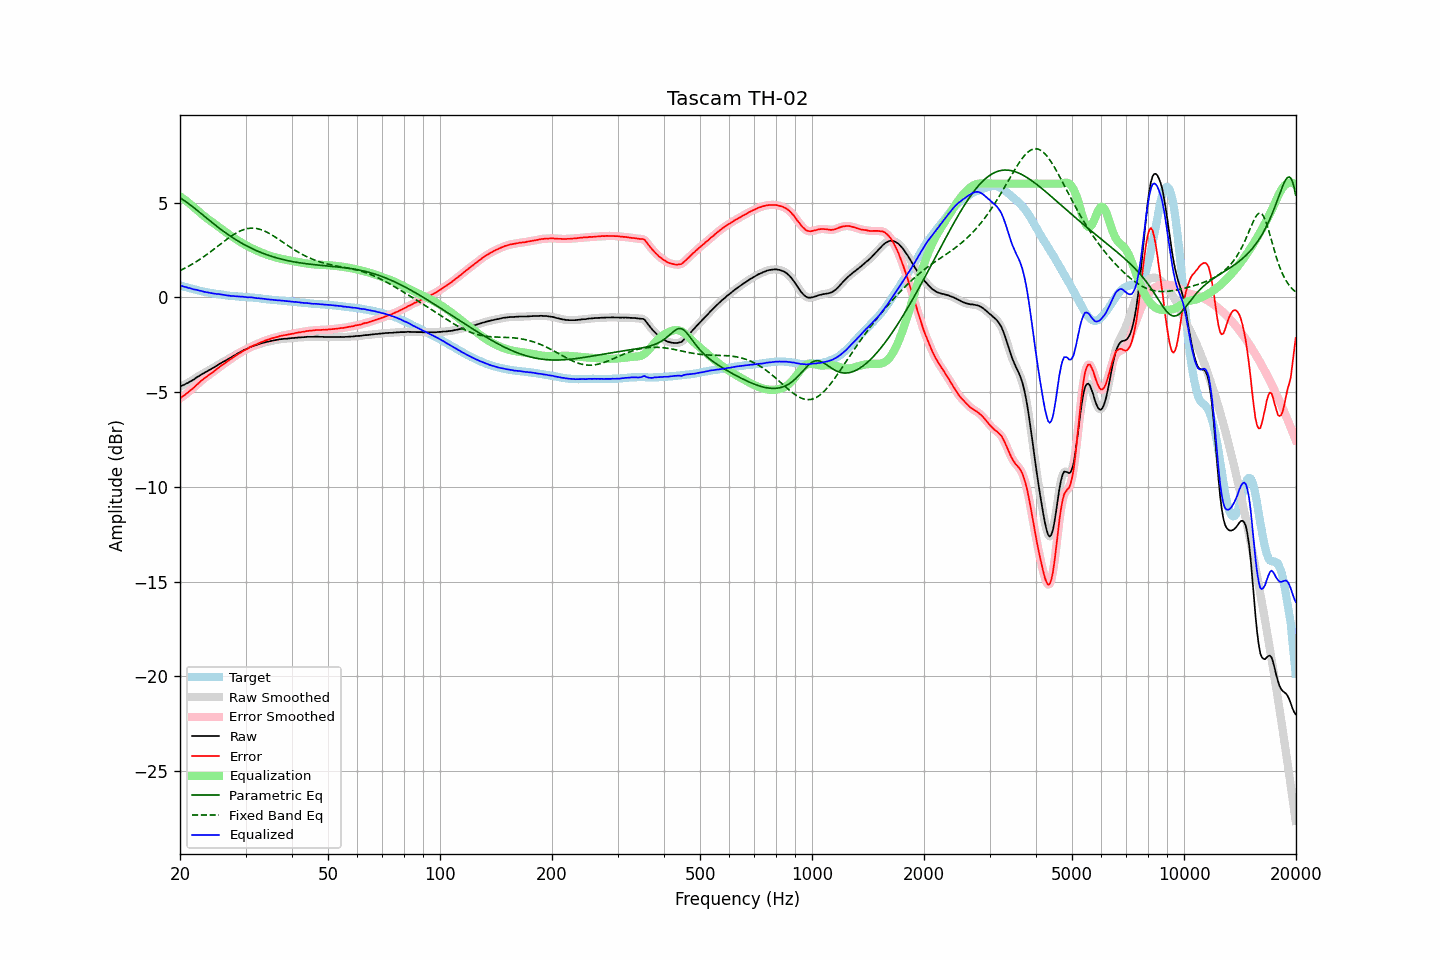 Tascam TH-02
Amplitude (dBr)
5
0
−5
−10
−15
−20
−25
Target
Raw Smoothed
Error Smoothed
Raw
Error
Equalization
Parametric Eq
Fixed Band Eq
Equalized
20 50 100 200 500 1000 2000 5000 10000 20000
Frequency (Hz)